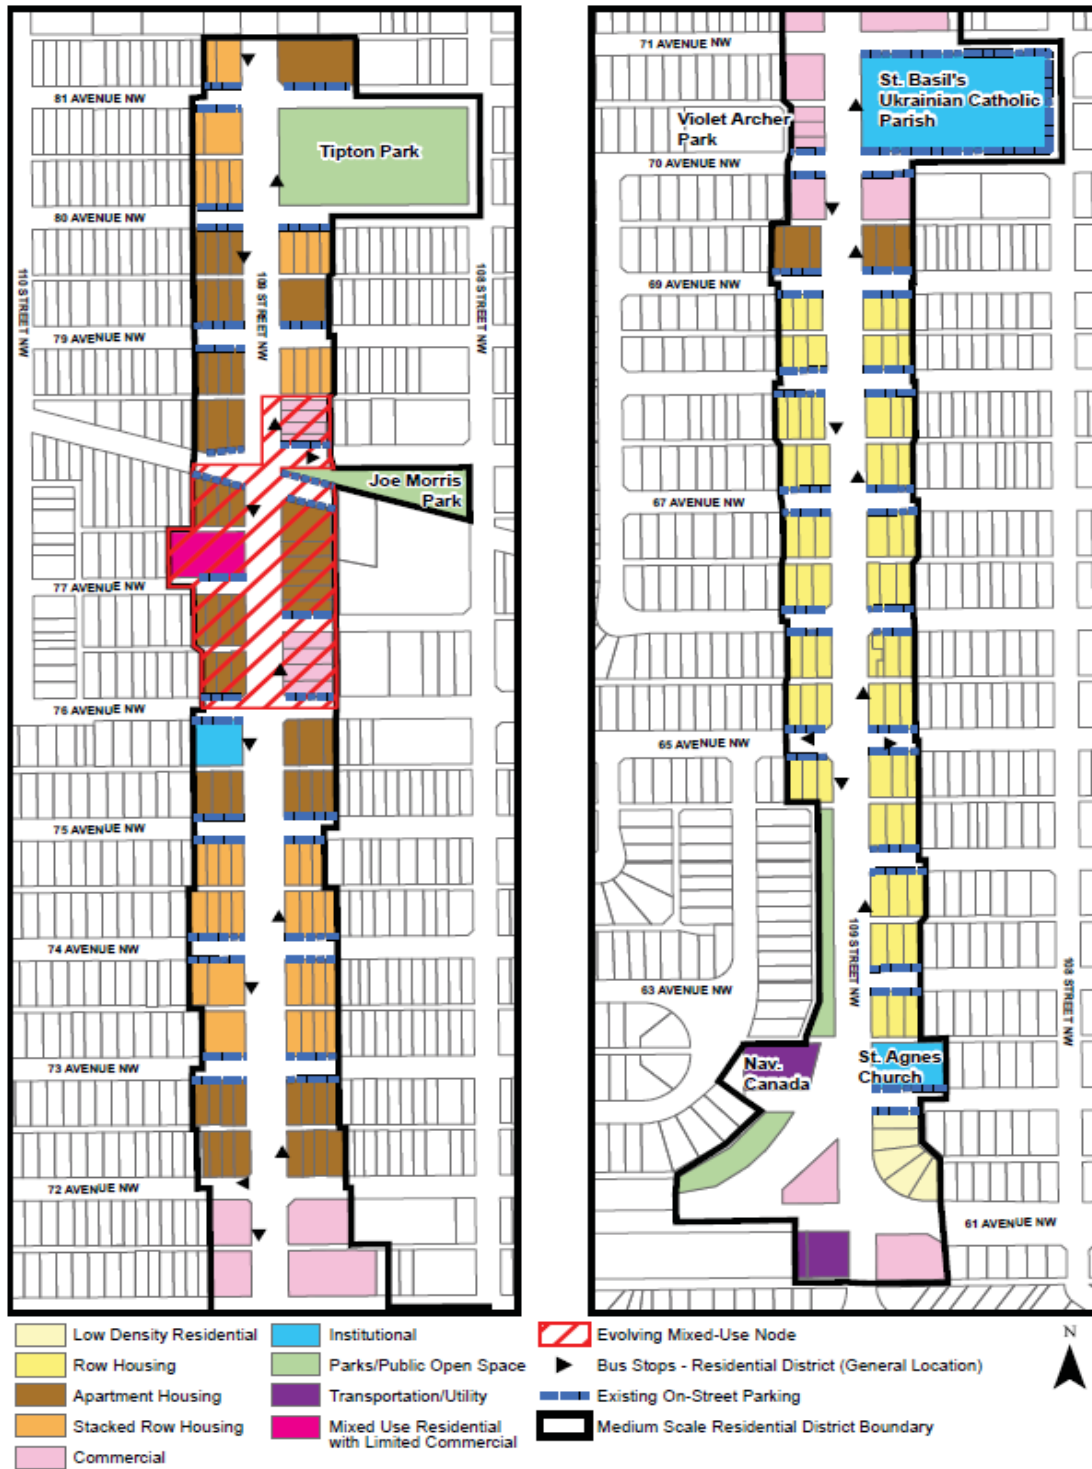 81 AVENUE NW
Tipton Park
80 AVENUE NW
110 STREET NW
109 STREET NW
108 STREET NW
79 AVENUE NW
Joe Morris
Park
77 AVENUE NW
76 AVENUE NW
75 AVENUE NW
74 AVENUE NW
73 AVENUE NW
72 AVENUE NW
71 AVENUE NW
St. Basil's
Ukrainian Catholic
Parish
Violet Archer
Park
70 AVENUE NW
69 AVENUE NW
67 AVENUE NW
65 AVENUE NW
109 STREET NW
63 AVENUE NW
108 STREET NW
Nav.
Canada
St. Agnes
Church
61 AVENUE NW
Low Density Residential
Row Housing
Apartment Housing
Stacked Row Housing
Commercial
Institutional
Parks/Public Open Space
Transportation/Utility
Mixed Use Residential
with Limited Commercial
Evolving Mixed-Use Node
Bus Stops - Residential District (General Location)
Existing On-Street Parking
Medium Scale Residential District Boundary
N